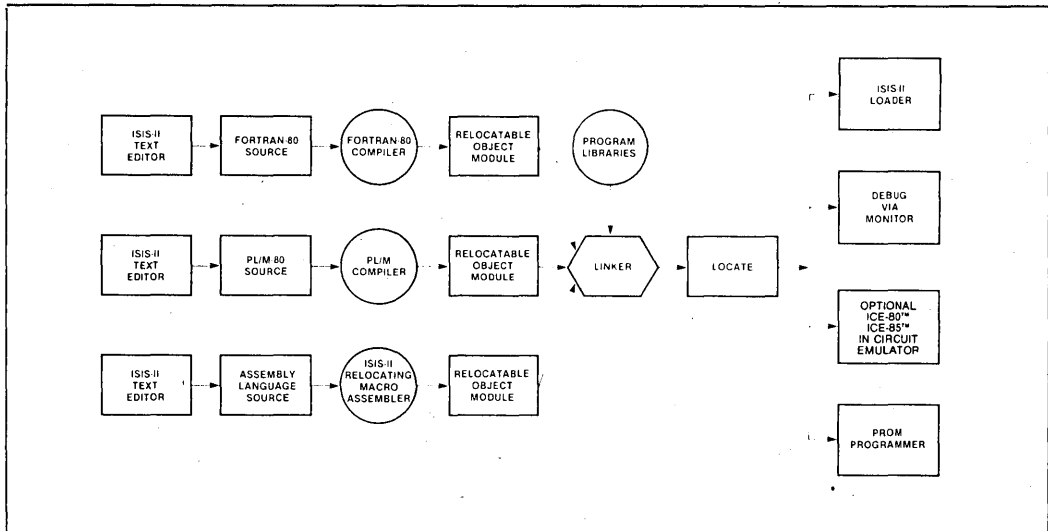 ISIS-II
TEXT
EDITOR
FORTRAN-80
SOURCE
FORTRAN-80
COMPILER
RELOCATABLE
OBJECT
MODULE
PROGRAM
LIBRARIES
ISIS-II
TEXT
EDITOR
PL/M-80
SOURCE
PL/M
COMPILER
RELOCATABLE
OBJECT
MODULE
LINKER
LOCATE
ISIS-II
TEXT
EDITOR
ASSEMBLY
LANGUAGE
SOURCE
ISIS-II
RELOCATING
MACRO
ASSEMBLER
RELOCATABLE
OBJECT
MODULE
ISIS-II
LOADER
DEBUG
VIA
MONITOR
OPTIONAL
ICE-80™
ICE-85™
IN CIRCUIT
EMULATOR
PROM
PROGRAMMER